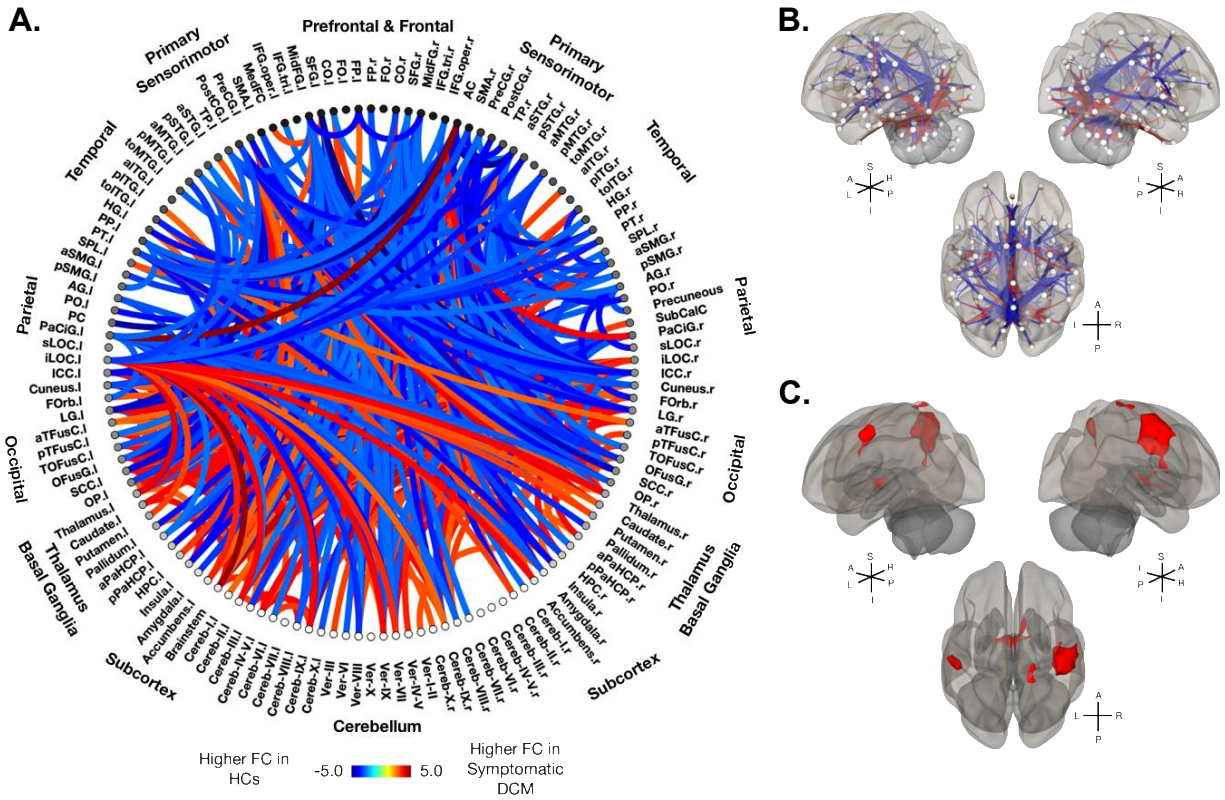 A.
Prefrontal & Frontal
Primary
Sensorimotor
Temporal
Parietal
Occipital
Thalamus
Basal Ganglia
Subcortex
Cerebellum
Subcortex
Thalamus
Basal Ganglia
Occipital
Parietal
Temporal
Primary
Sensorimotor
FP.l
FO.l
CO.l
SFG.l
MidFG.l
IFG.tri.l
IFG.oper.l
MedFC
SMA.l
PreCG.l
PostCG.l
TP.l
aSTG.l
pSTG.l
aMTG.l
pMTG.l
toMTG.l
aITG.l
pITG.l
toITG.l
HG.l
PP.l
PT.l
SPL.l
aSMG.l
pSMG.l
AG.l
PO.l
PC
PaCiG.l
sLOC.l
iLOC.l
ICC.l
Cuneus.l
FOrb.l
LG.l
aTFusC.l
pTFusC.l
TOFusC.l
OFusG.l
SCC.l
OP.l
Thalamus.l
Caudate.l
Putamen.l
Pallidum.l
aPaHCP.l
pPaHCP.l
HPC.l
Insula.l
Amygdala.l
Accumbens.l
Brainstem
Cereb-I.l
Cereb-II.l
Cereb-III.l
Cereb-IV-V.l
Cereb-VI.l
Cereb-VII.l
Cereb-VIII.l
Cereb-IX.l
Cereb-X.l
Ver-III
Ver-VI
Ver-VIII
Ver-X
Ver-IX
Ver-VII
Ver-IV-V
Ver-I-II
Cereb-X.r
Cereb-IX.r
Cereb-VIII.r
Cereb-VII.r
Cereb-VI.r
Cereb-IV-V.r
Cereb-III.r
Cereb-II.r
Cereb-I.r
Accumbens.r
Amygdala.r
Insula.r
HPC.r
pPaHCP.r
aPaHCP.r
Pallidum.r
Putamen.r
Caudate.r
Thalamus.r
OP.r
SCC.r
OFusG.r
TOFusC.r
pTFusC.r
aTFusC.r
LG.r
FOrb.r
Cuneus.r
ICC.r
iLOC.r
sLOC.r
PaCiG.r
SubCalC
Precuneous
PO.r
AG.r
pSMG.r
aSMG.r
SPL.r
PT.r
PP.r
HG.r
toITG.r
pITG.r
aITG.r
toMTG.r
pMTG.r
aMTG.r
pSTG.r
aSTG.r
TP.r
PostCG.r
PreCG.r
SMA.r
AC
IFG.oper.r
IFG.tri.r
MidFG.r
SFG.r
CO.r
FO.r
FP.r
Higher FC in
HCs
-5.0
5.0
Higher FC in
Symptomatic
DCM
B.
S
A H
L P
I
S
I A
P R
I
A
I R
P
C.
S
A H
L P
I
S
I A
P H
I
A
L R
P